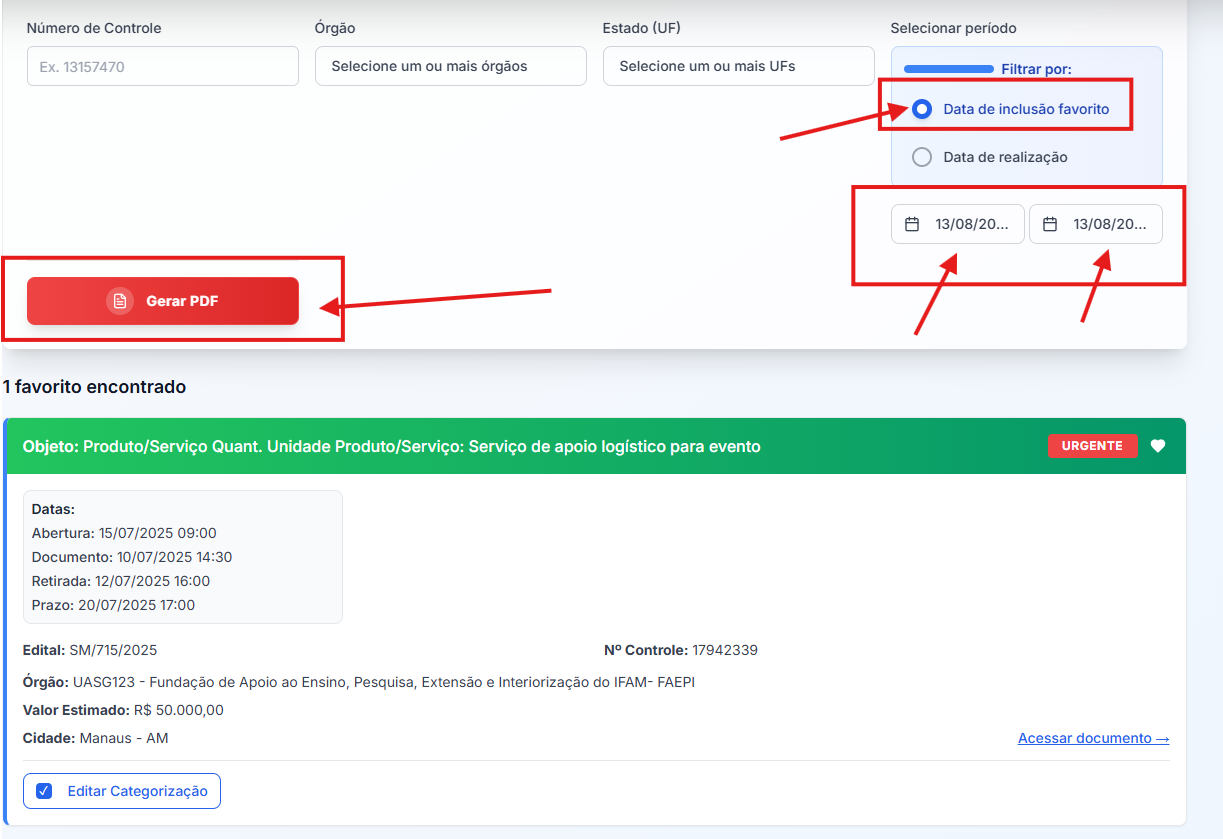 Número de Controle
Órgão
Estado (UF)
Selecionar período
Ex. 13157470
Selecione um ou mais órgãos
Selecione um ou mais UFs
Filtrar por:
Data de inclusão favorito
Data de realização
13/08/20...
13/08/20...
Gerar PDF
1 favorito encontrado
Objeto: Produto/Serviço Quant. Unidade Produto/Serviço: Serviço de apoio logístico para evento
URGENTE
Datas:
Abertura: 15/07/2025 09:00
Documento: 10/07/2025 14:30
Retirada: 12/07/2025 16:00
Prazo: 20/07/2025 17:00
Edital: SM/715/2025
Nº Controle: 17942339
Órgão: UASG123 - Fundação de Apoio ao Ensino, Pesquisa, Extensão e Interiorização do IFAM- FAEPI
Valor Estimado: R$ 50.000,00
Cidade: Manaus - AM
Acessar documento →
Editar Categorização